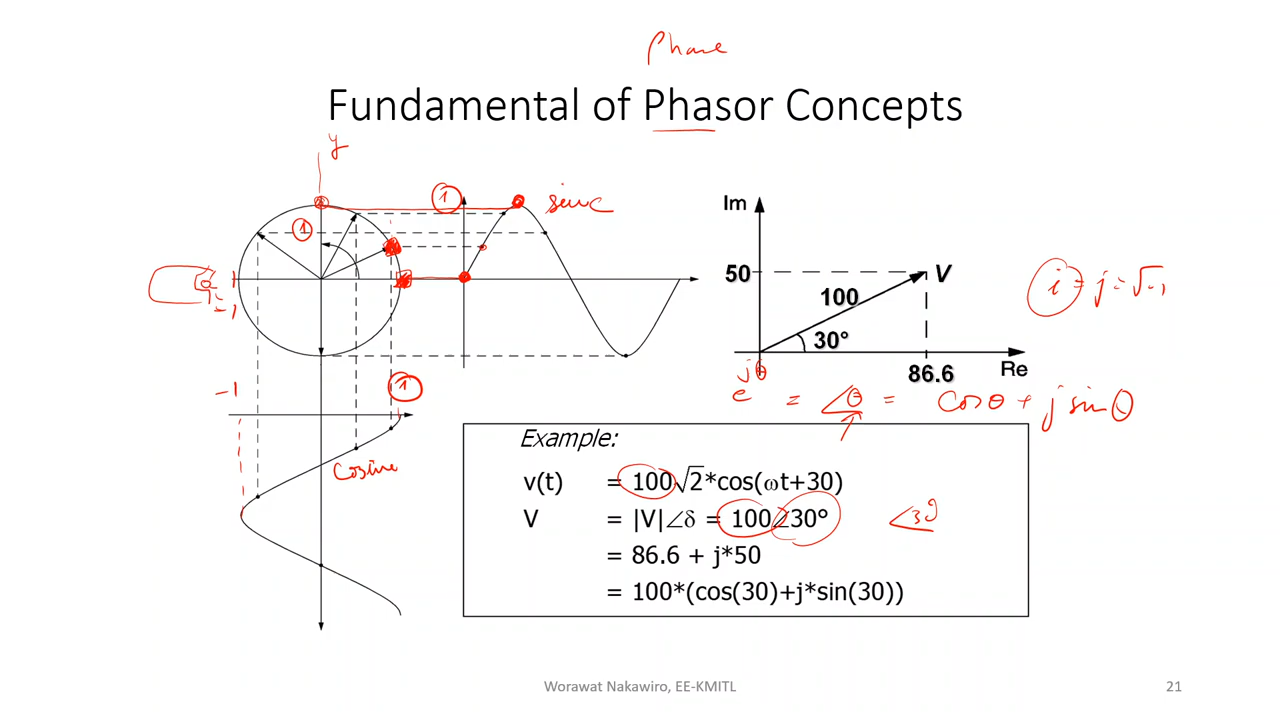 Phase
Fundamental of Phasor Concepts
y
1
sine
1
-1
1
cosine
Im
50
V
100
30°
86.6
Re
i = j = √-1
e^jθ = ∠θ = cosθ + j sinθ
Example:
v(t) = 100√2*cos(ωt+30)
V = |V|∠δ = 100∠30°
∠30
= 86.6 + j*50
= 100*(cos(30)+j*sin(30))
Worawat Nakawiro, EE-KMITL
21